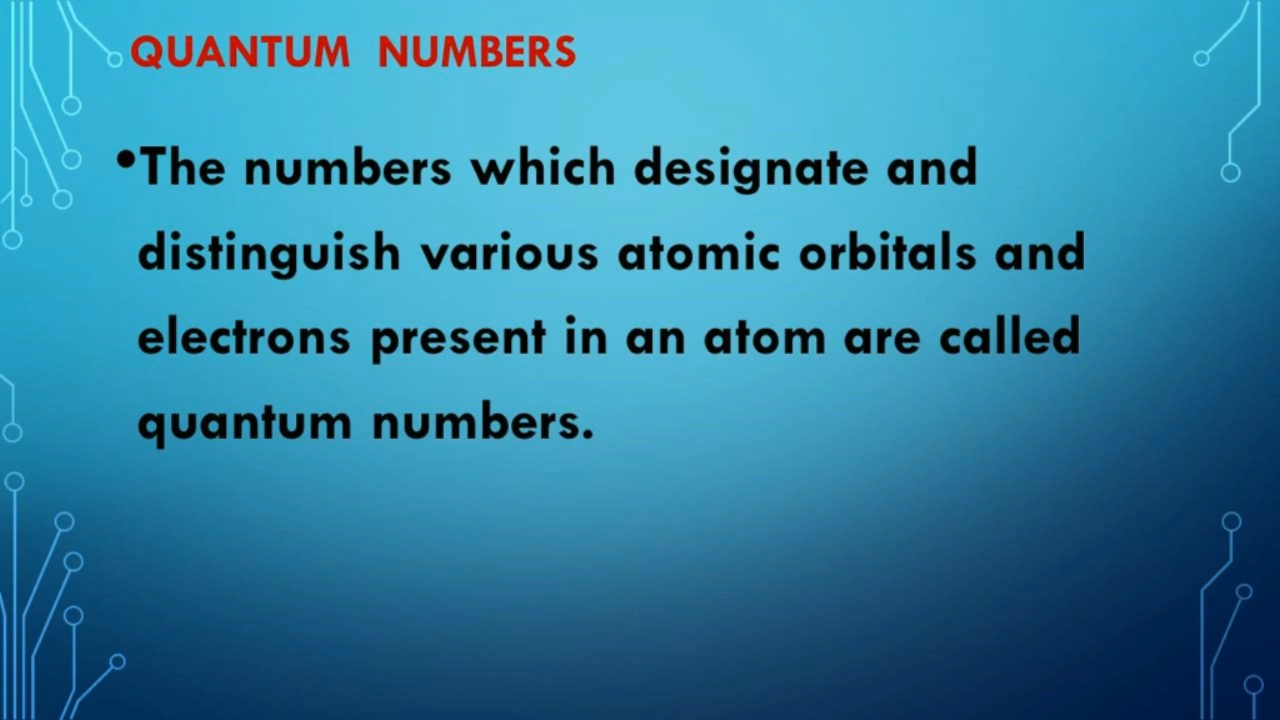 QUANTUM NUMBERS
•The numbers which designate and
distinguish various atomic orbitals and
electrons present in an atom are called
quantum numbers.